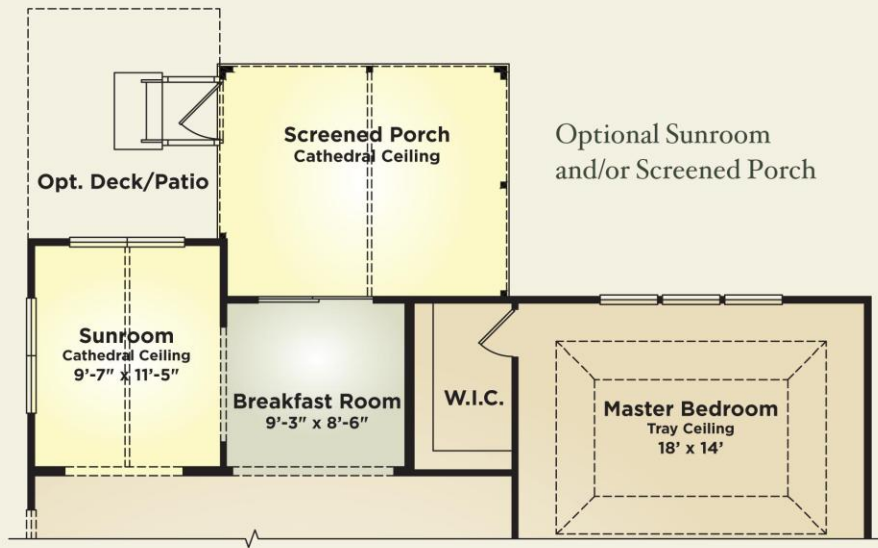 Screened Porch
Cathedral Ceiling
Optional Sunroom
and/or Screened Porch
Opt. Deck/Patio
Sunroom
Cathedral Ceiling
9'-7" x 11'-5"
Breakfast Room
9'-3" x 8'-6"
W.I.C.
Master Bedroom
Tray Ceiling
18' x 14'